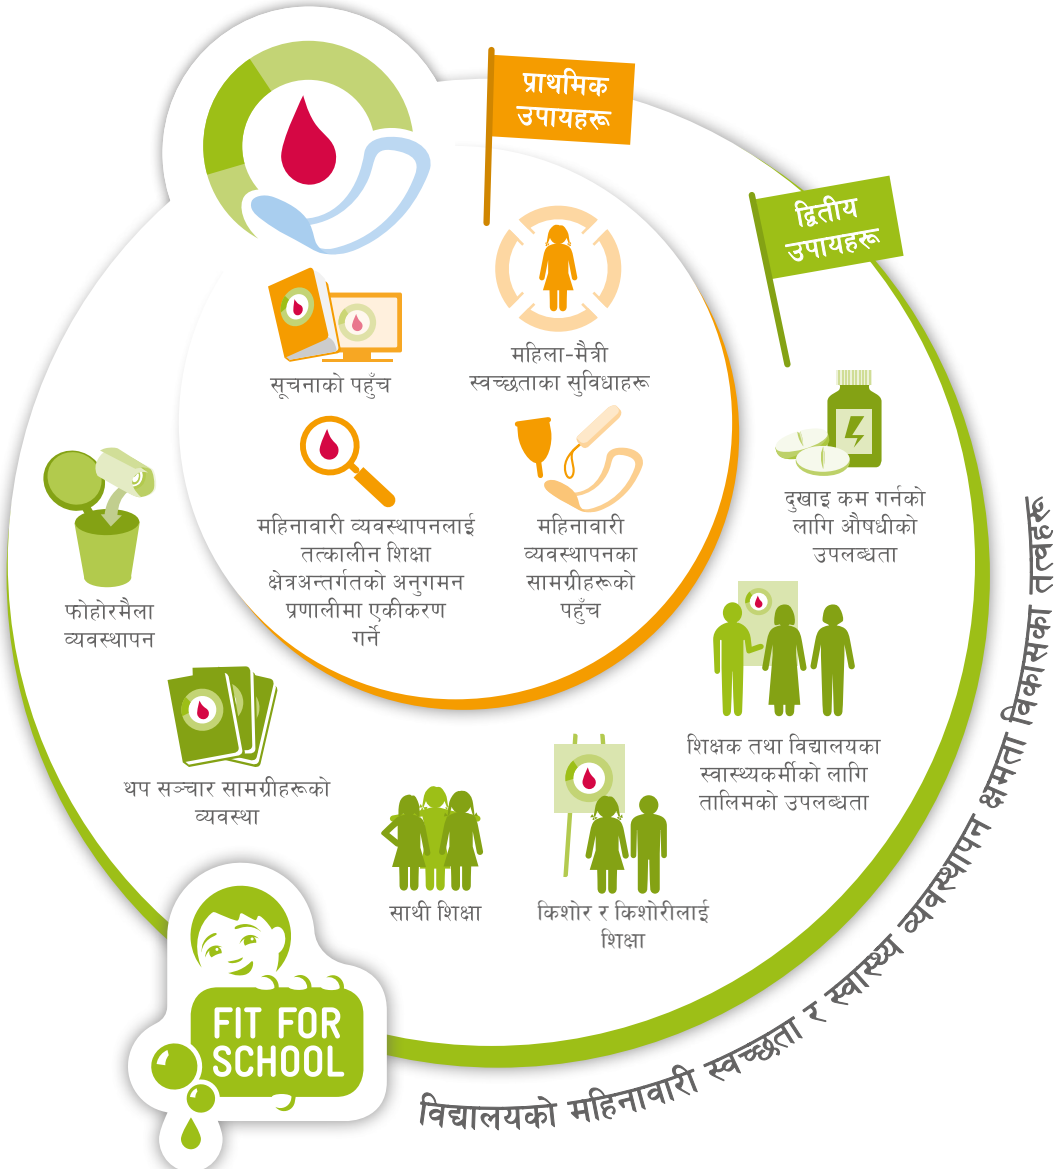 प्राथमिक
उपायहरू
द्वितीय
उपायहरू
सूचनाको पहुँच
महिला-मैत्री
स्वच्छताका सुविधाहरू
महिनावारी व्यवस्थापनलाई
तत्कालीन शिक्षा
क्षेत्रअन्तर्गतको अनुगमन
प्रणालीमा एकीकरण
गर्ने
महिनावारी
व्यवस्थापनका
सामग्रीहरूको
पहुँच
दुखाइ कम गर्नको
लागि औषधीको
उपलब्धता
फोहोरमैला
व्यवस्थापन
शिक्षक तथा विद्यालयका
स्वास्थ्यकर्मीको लागि
तालिमको उपलब्धता
थप सञ्चार सामग्रीहरूको
व्यवस्था
साथी शिक्षा
किशोर र किशोरीलाई
शिक्षा
FIT FOR
SCHOOL
विद्यालयको महिनावारी स्वच्छता र स्वास्थ्य व्यवस्थापन क्षमता विकासका तत्वहरू